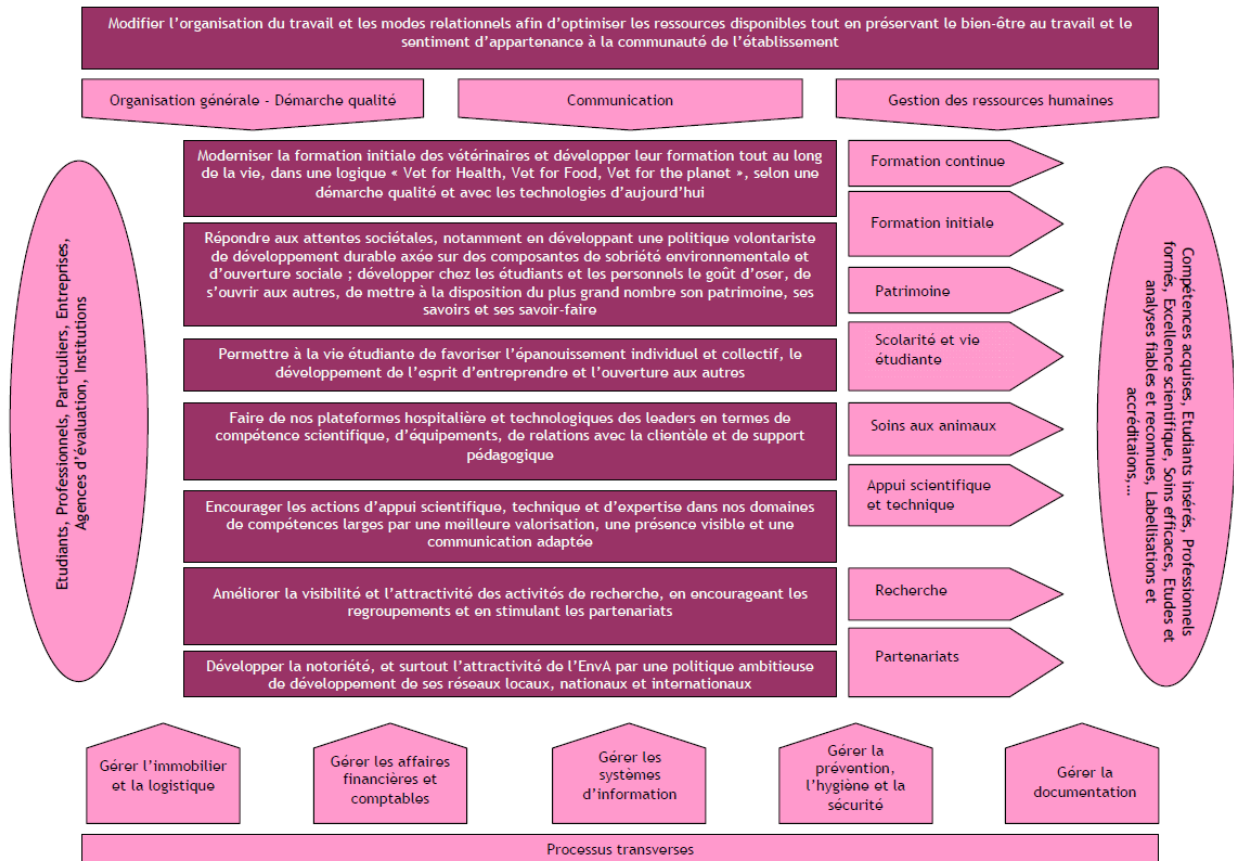 Modifier l’organisation du travail et les modes relationnels afin d’optimiser les ressources disponibles tout en préservant le bien-être au travail et le
sentiment d’appartenance à la communauté de l’établissement
Organisation générale - Démarche qualité
Communication
Gestion des ressources humaines
Etudiants, Professionnels, Particuliers, Entreprises,
Agences d’évaluation, Institutions
Moderniser la formation initiale des vétérinaires et développer leur formation tout au long
de la vie, dans une logique « Vet for Health, Vet for Food, Vet for the planet », selon une
démarche qualité et avec les technologies d’aujourd’hui
Répondre aux attentes sociétales, notamment en développant une politique volontariste
de développement durable axée sur des composantes de sobriété environnementale et
d’ouverture sociale ; développer chez les étudiants et les personnels le goût d’oser, de
s’ouvrir aux autres, de mettre à la disposition du plus grand nombre son patrimoine, ses
savoirs et ses savoir-faire
Permettre à la vie étudiante de favoriser l’épanouissement individuel et collectif, le
développement de l’esprit d’entreprendre et l’ouverture aux autres
Faire de nos plateformes hospitalière et technologiques des leaders en termes de
compétence scientifique, d’équipements, de relations avec la clientèle et de support
pédagogique
Encourager les actions d’appui scientifique, technique et d’expertise dans nos domaines
de compétences larges par une meilleure valorisation, une présence visible et une
communication adaptée
Améliorer la visibilité et l’attractivité des activités de recherche, en encourageant les
regroupements et en stimulant les partenariats
Développer la notoriété, et surtout l’attractivité de l’EnvA par une politique ambitieuse
de développement de ses réseaux locaux, nationaux et internationaux
Formation continue
Formation initiale
Patrimoine
Scolarité et vie
étudiante
Soins aux animaux
Appui scientifique
et technique
Recherche
Partenariats
Compétences acquises, Etudiants insérés, Professionnels
formés, Excellence scientifique, Soins efficaces, Etudes et
analyses fiables et reconnues, Labellisations et
accréditaions,...
Gérer l’immobilier
et la logistique
Gérer les affaires
financières et
comptables
Gérer les
systèmes
d’information
Gérer la
prévention,
l’hygiène et la
sécurité
Gérer la
documentation
Processus transverses